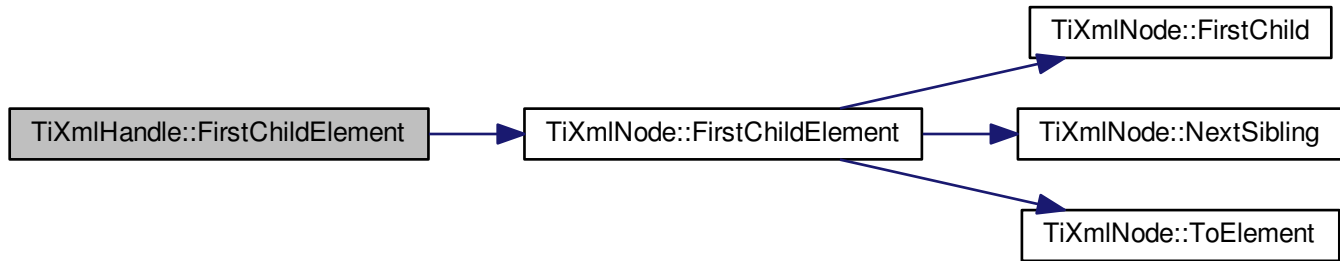 TiXmlHandle::FirstChildElement
TiXmlNode::FirstChildElement
TiXmlNode::FirstChild
TiXmlNode::NextSibling
TiXmlNode::ToElement